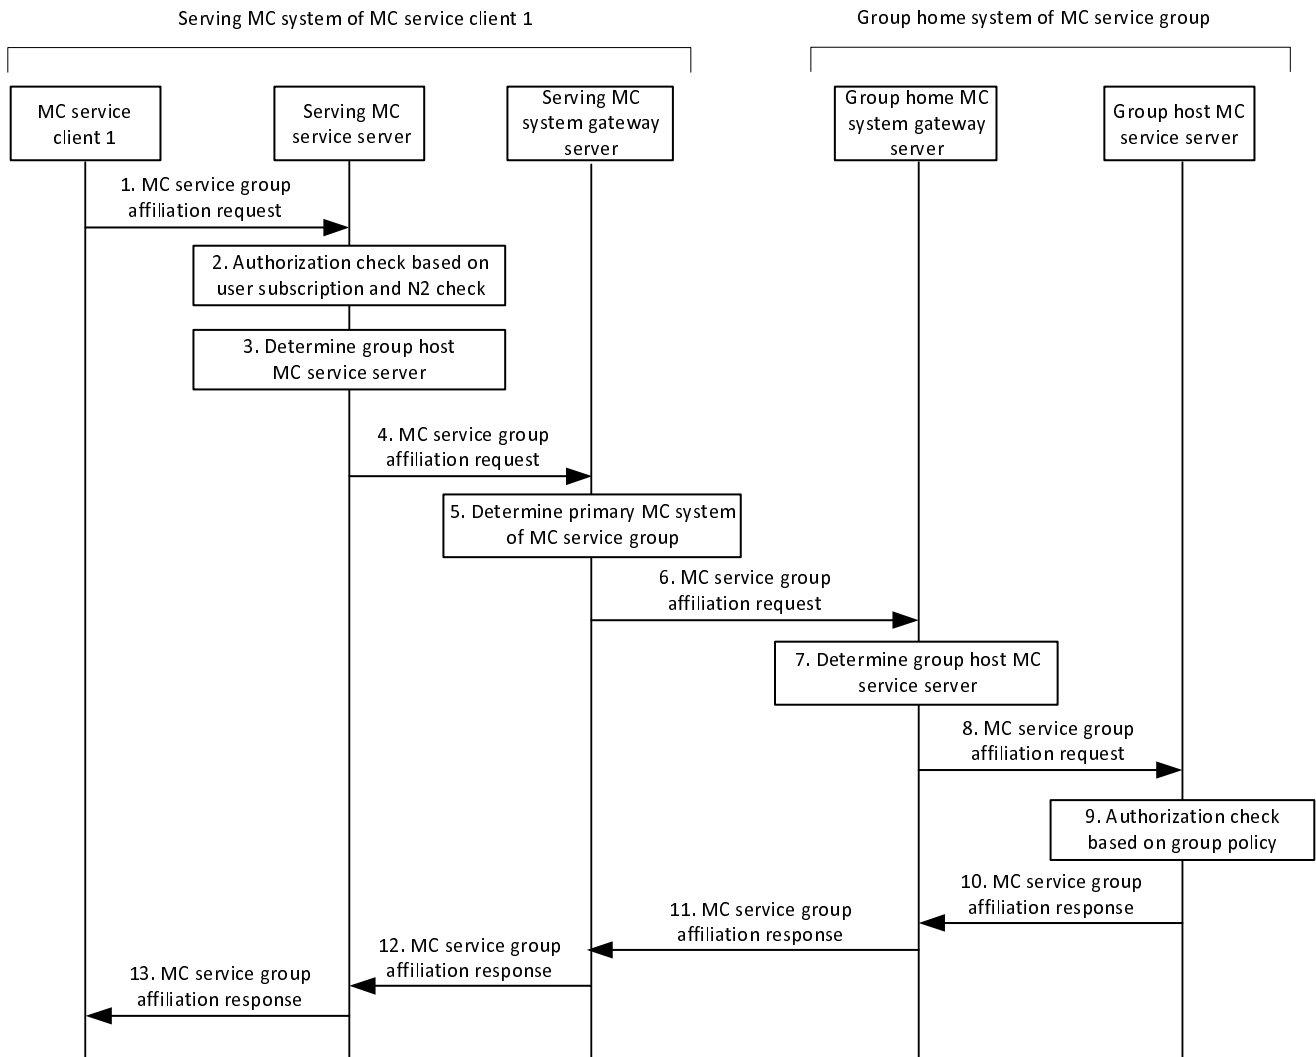 Serving MC system of MC service client 1
Group home system of MC service group
MC service
client 1
Serving MC
service server
Serving MC
system gateway
server
Group home MC
system gateway
server
Group host MC
service server
1. MC service group
affiliation request
2. Authorization check based on
user subscription and N2 check
3. Determine group host
MC service server
4. MC service group
affiliation request
5. Determine primary MC system
of MC service group
6. MC service group
affiliation request
7. Determine group host MC
service server
8. MC service group
affiliation request
9. Authorization check
based on group policy
10. MC service group
affiliation response
11. MC service group
affiliation response
12. MC service group
affiliation response
13. MC service group
affiliation response